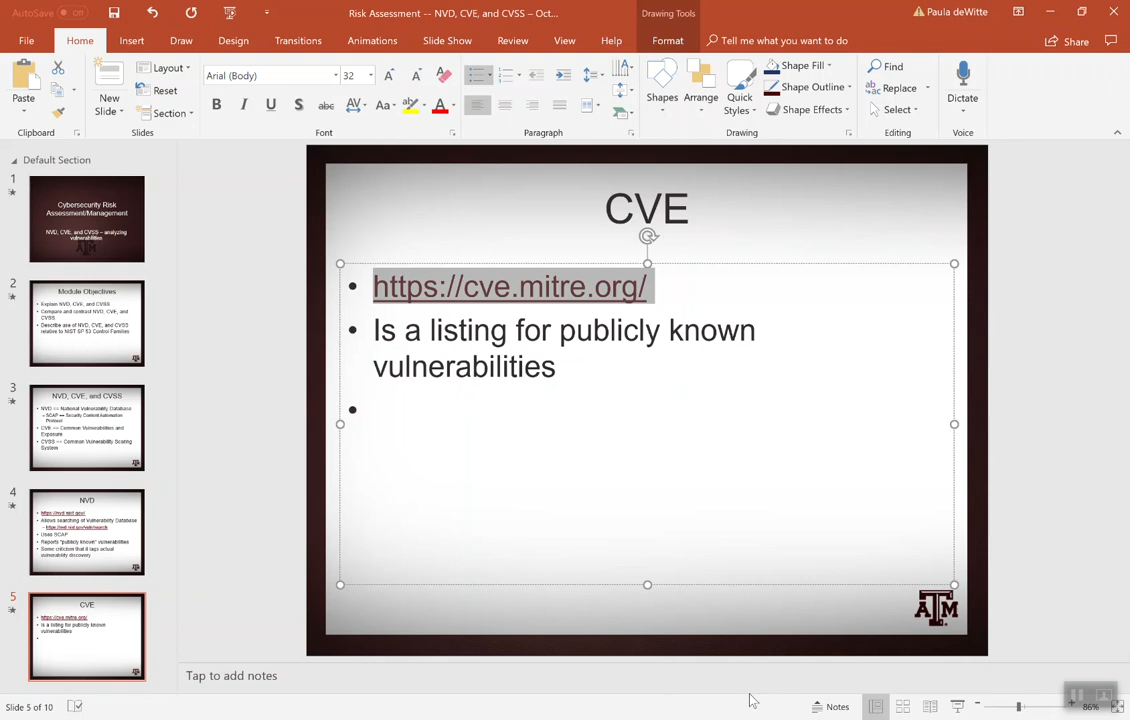 AutoSave
Off
Risk Assessment -- NVD, CVE, and CVSS – Oct...
Drawing Tools
Paula deWitte
File
Home
Insert
Draw
Design
Transitions
Animations
Slide Show
Review
View
Help
Format
Tell me what you want to do
Share
Paste
Clipboard
New
Slide
Layout
Reset
Section
Slides
Arial (Body)
32
A A A
B I U S abc AV Aa A
Font
Paragraph
Shapes
Arrange
Quick
Styles
Shape Fill
Shape Outline
Shape Effects
Drawing
Find
Replace
Select
Editing
Dictate
Voice
Default Section
1
Cybersecurity Risk
Assessment/Management
NVD, CVE, and CVSS – analyzing
vulnerabilities
2
Module Objectives
• Explain NVD, CVE, and CVSS
• Compare and contrast NVD, CVE, and
CVSS
• Describe use of NVD, CVE, and CVSS
relative to NIST SP 53 Control Families
3
NVD, CVE, and CVSS
• NVD == National Vulnerability Database
– SCAP == Security Content Automation
Protocol
• CVE == Common Vulnerabilities and
Exposure
• CVSS == Common Vulnerability Scoring
System
4
NVD
• https://nvd.nist.gov/
• Allows searching of Vulnerability Database
– https://nvd.nist.gov/vuln/search
• Uses SCAP
• Reports "publicly known" vulnerabilities
• Some criticism that it lags actual
vulnerability discovery
5
CVE
• https://cve.mitre.org/
• Is a listing for publicly known
vulnerabilities
•
CVE
• https://cve.mitre.org/
• Is a listing for publicly known
vulnerabilities
•
ATM
Tap to add notes
Slide 5 of 10
Notes
86%